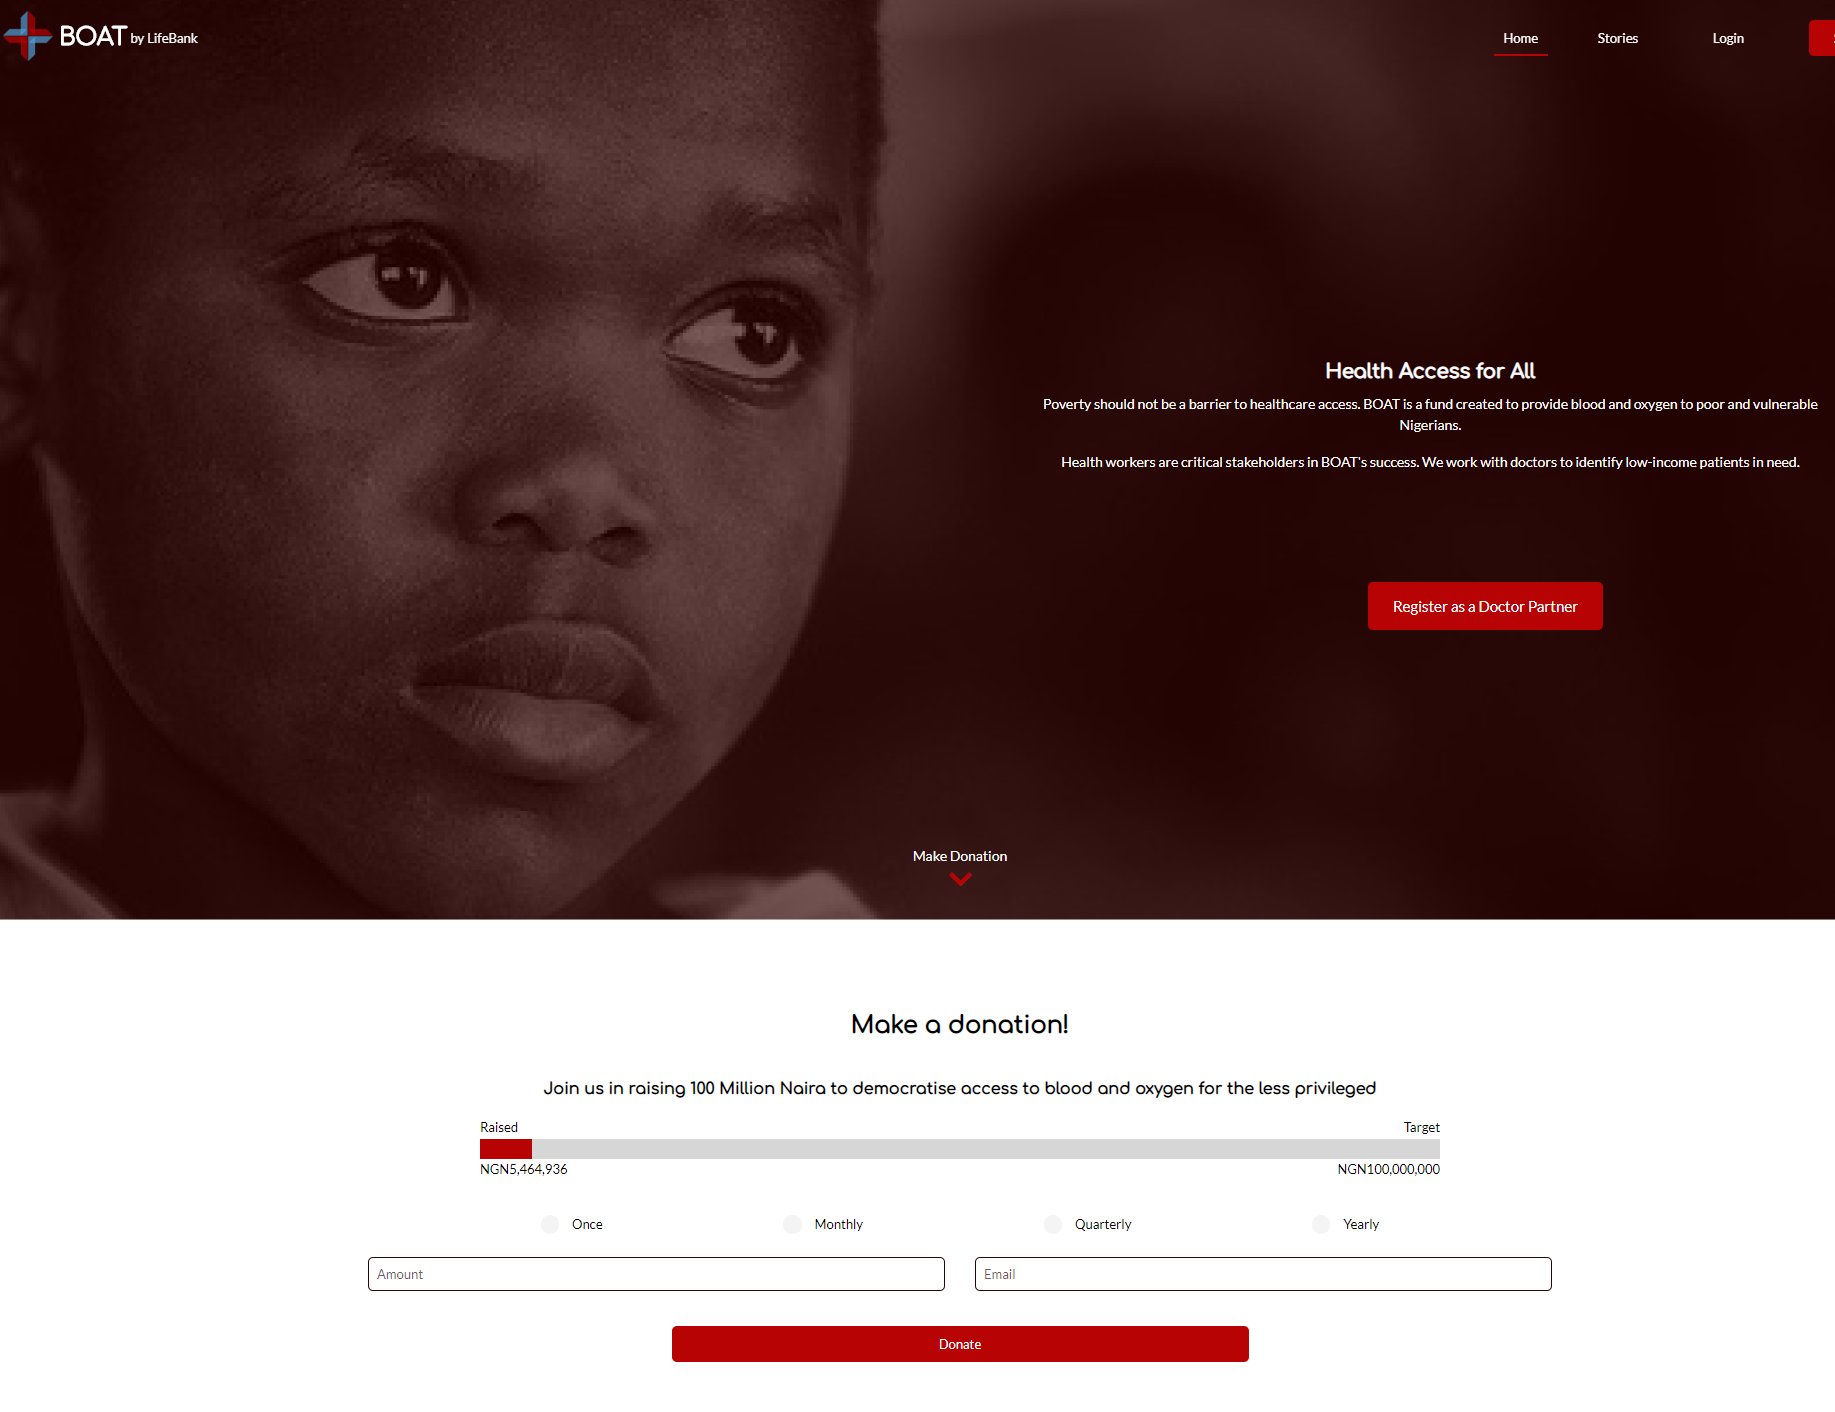 BOAT by LifeBank
Home
Stories
Login
Health Access for All
Poverty should not be a barrier to healthcare access. BOAT is a fund created to provide blood and oxygen to poor and vulnerable
Nigerians.
Health workers are critical stakeholders in BOAT's success. We work with doctors to identify low-income patients in need.
Register as a Doctor Partner
Make Donation
Make a donation!
Join us in raising 100 Million Naira to democratise access to blood and oxygen for the less privileged
Raised
Target
NGN5,464,936
NGN100,000,000
Once
Monthly
Quarterly
Yearly
Amount
Email
Donate